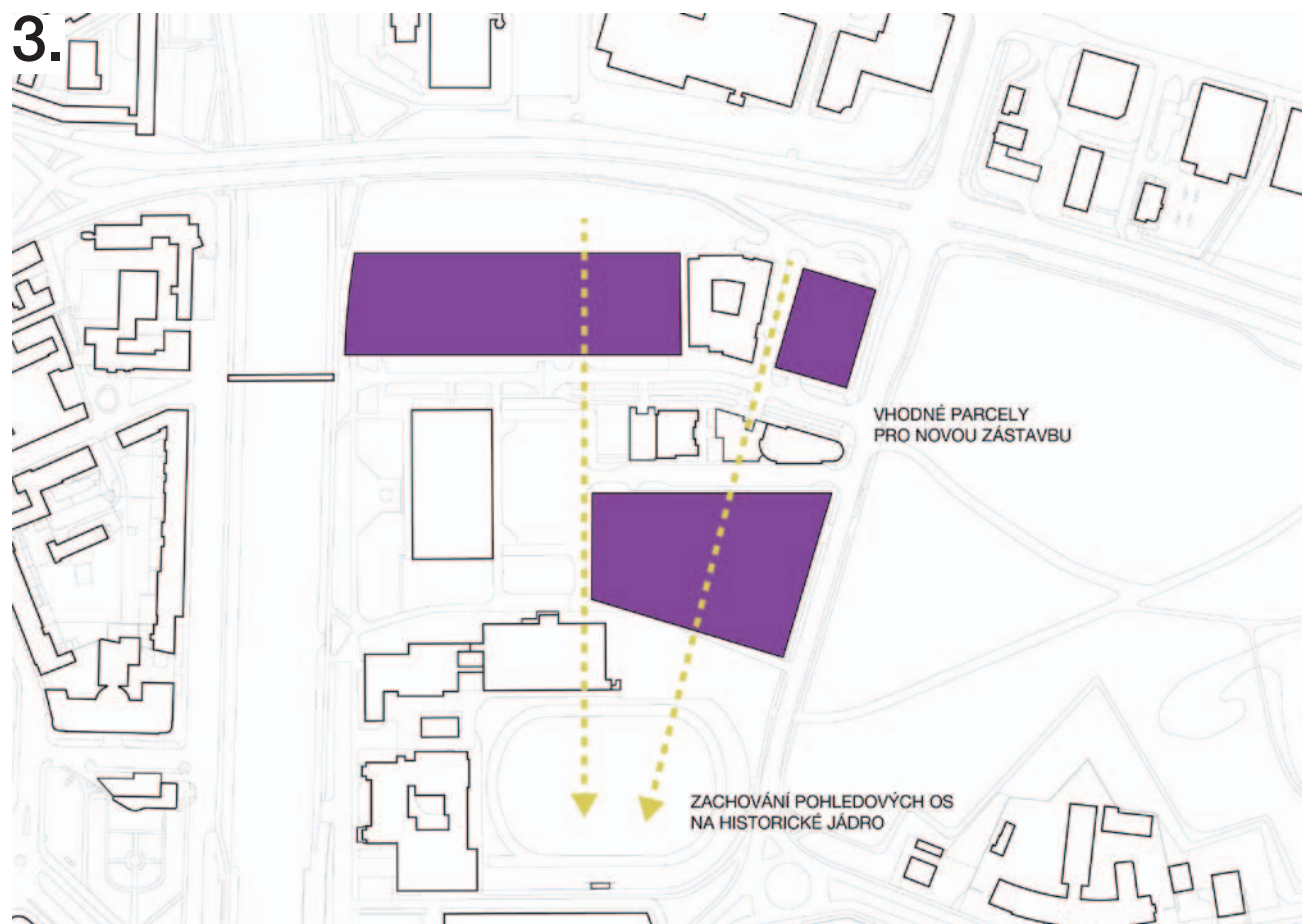 3.
VHODNÉ PARCELY
PRO NOVOU ZÁSTAVBU
ZACHOVÁNÍ POHLEDOVÝCH OS
NA HISTORICKÉ JÁDRO